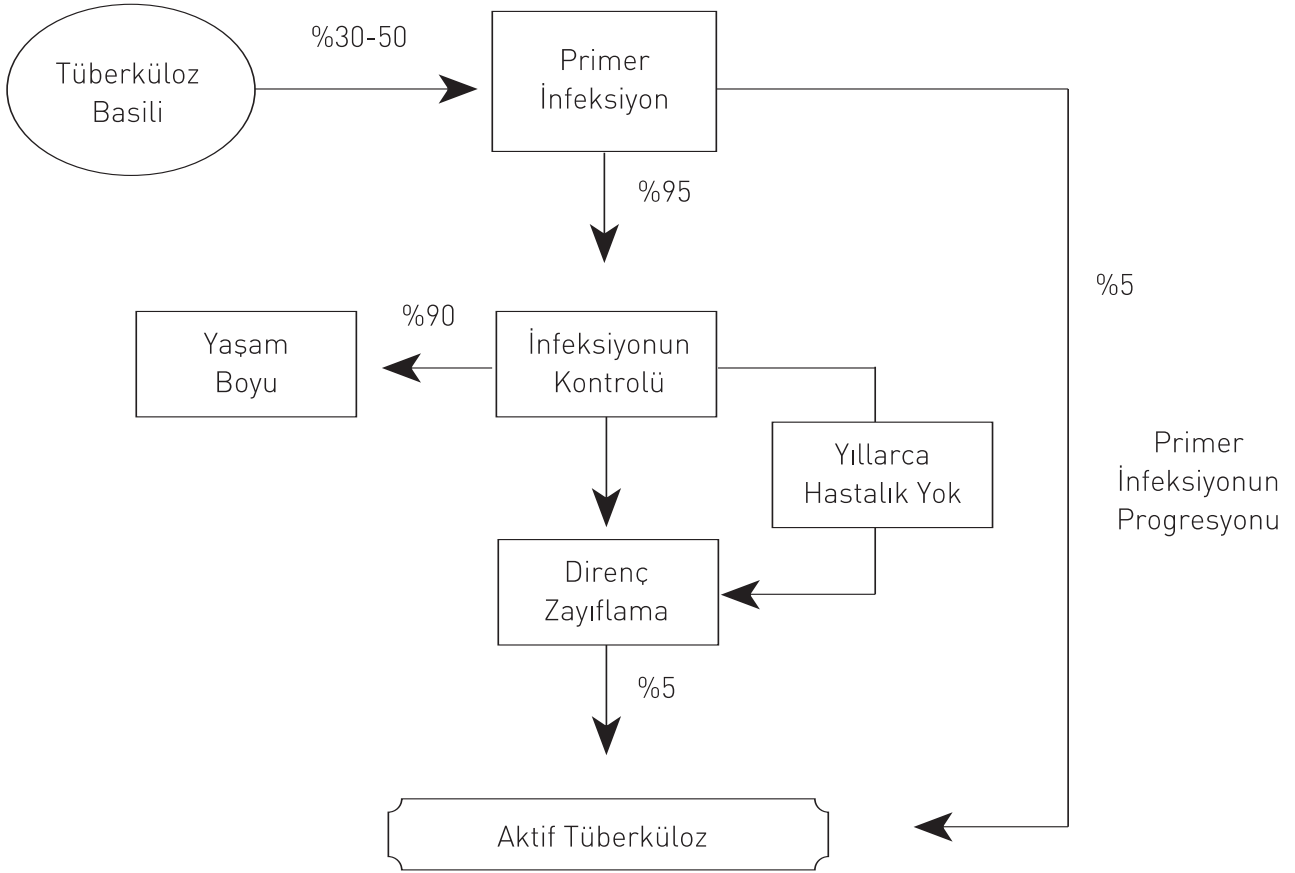 %30-50
Tüberküloz
Basili
Primer
İnfeksiyon
%95
%5
%90
Yaşam
Boyu
İnfeksiyonun
Kontrolü
Yıllarca
Hastalık Yok
Primer
İnfeksiyonun
Progresyonu
Direnç
Zayıflama
%5
Aktif Tüberküloz